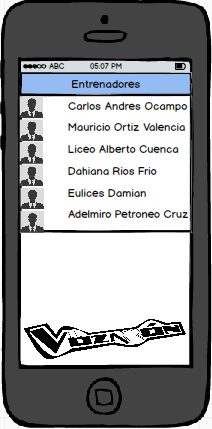 ABC 05:07 PM
Entrenadores
Carlos Andres Ocampo
Mauricio Ortiz Valencia
Liceo Alberto Cuenca
Dahiana Rios Frio
Eulices Damian
Adelmiro Petroneo Cruz